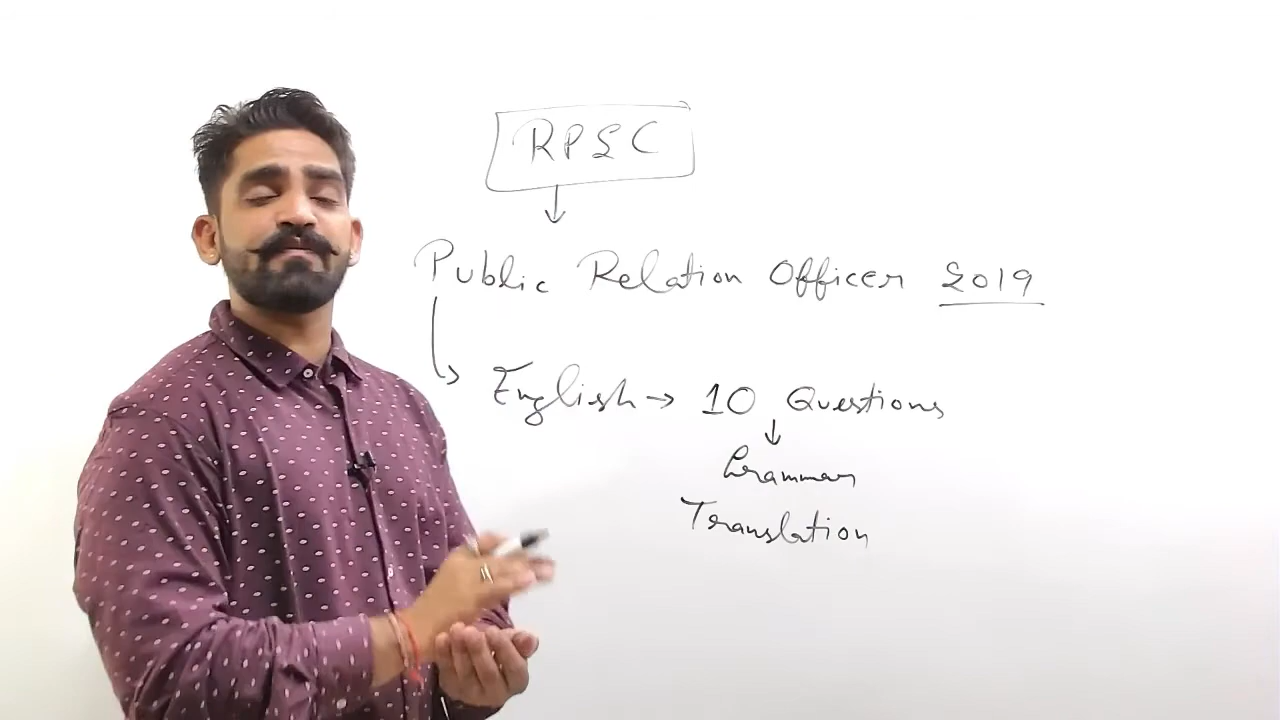 RPSC
Public Relation Officer 2019
English → 10 Questions
Grammar
Translation